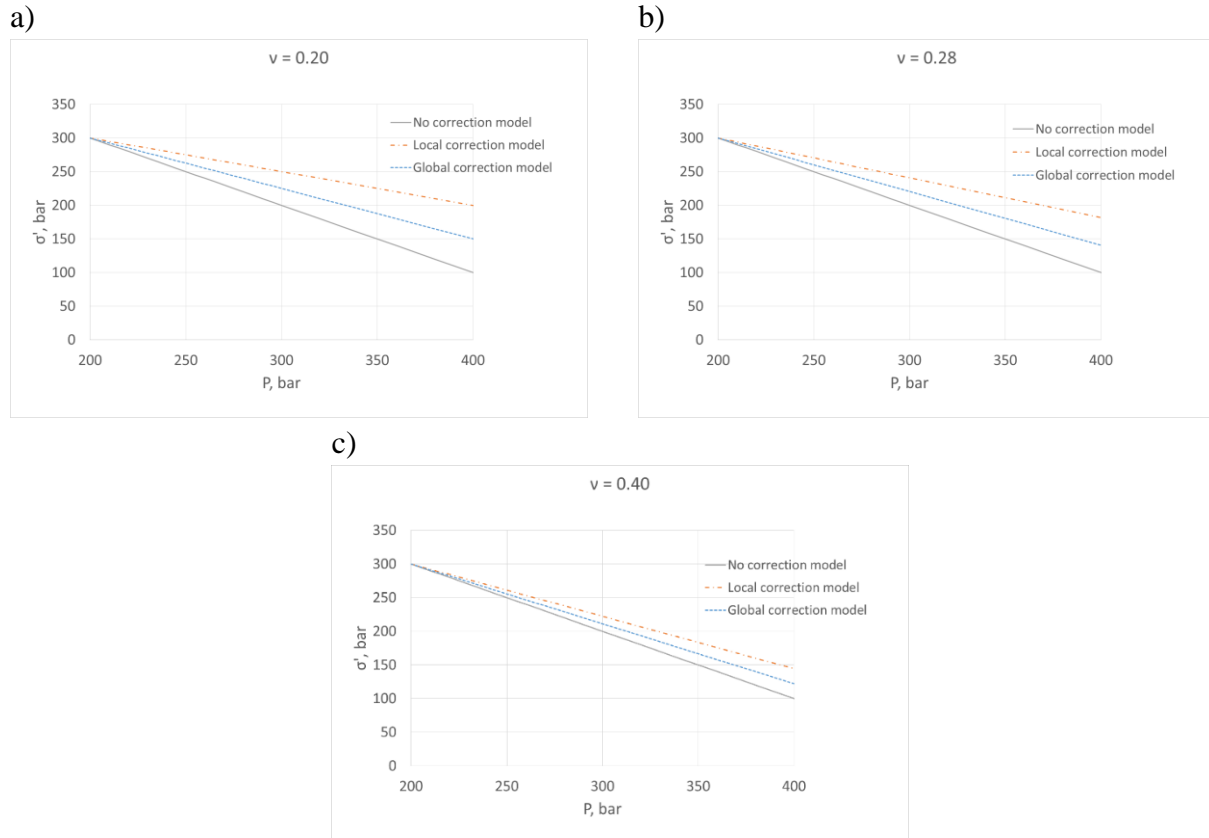 a)
ν = 0.20
350
300
250
200
150
100
50
0
200
250
300
350
400
σ', bar
P, bar
No correction model
Local correction model
Global correction model
b)
ν = 0.28
350
300
250
200
150
100
50
0
200
250
300
350
400
σ', bar
P, bar
No correction model
Local correction model
Global correction model
c)
ν = 0.40
350
300
250
200
150
100
50
0
200
250
300
350
400
σ', bar
P, bar
No correction model
Local correction model
Global correction model